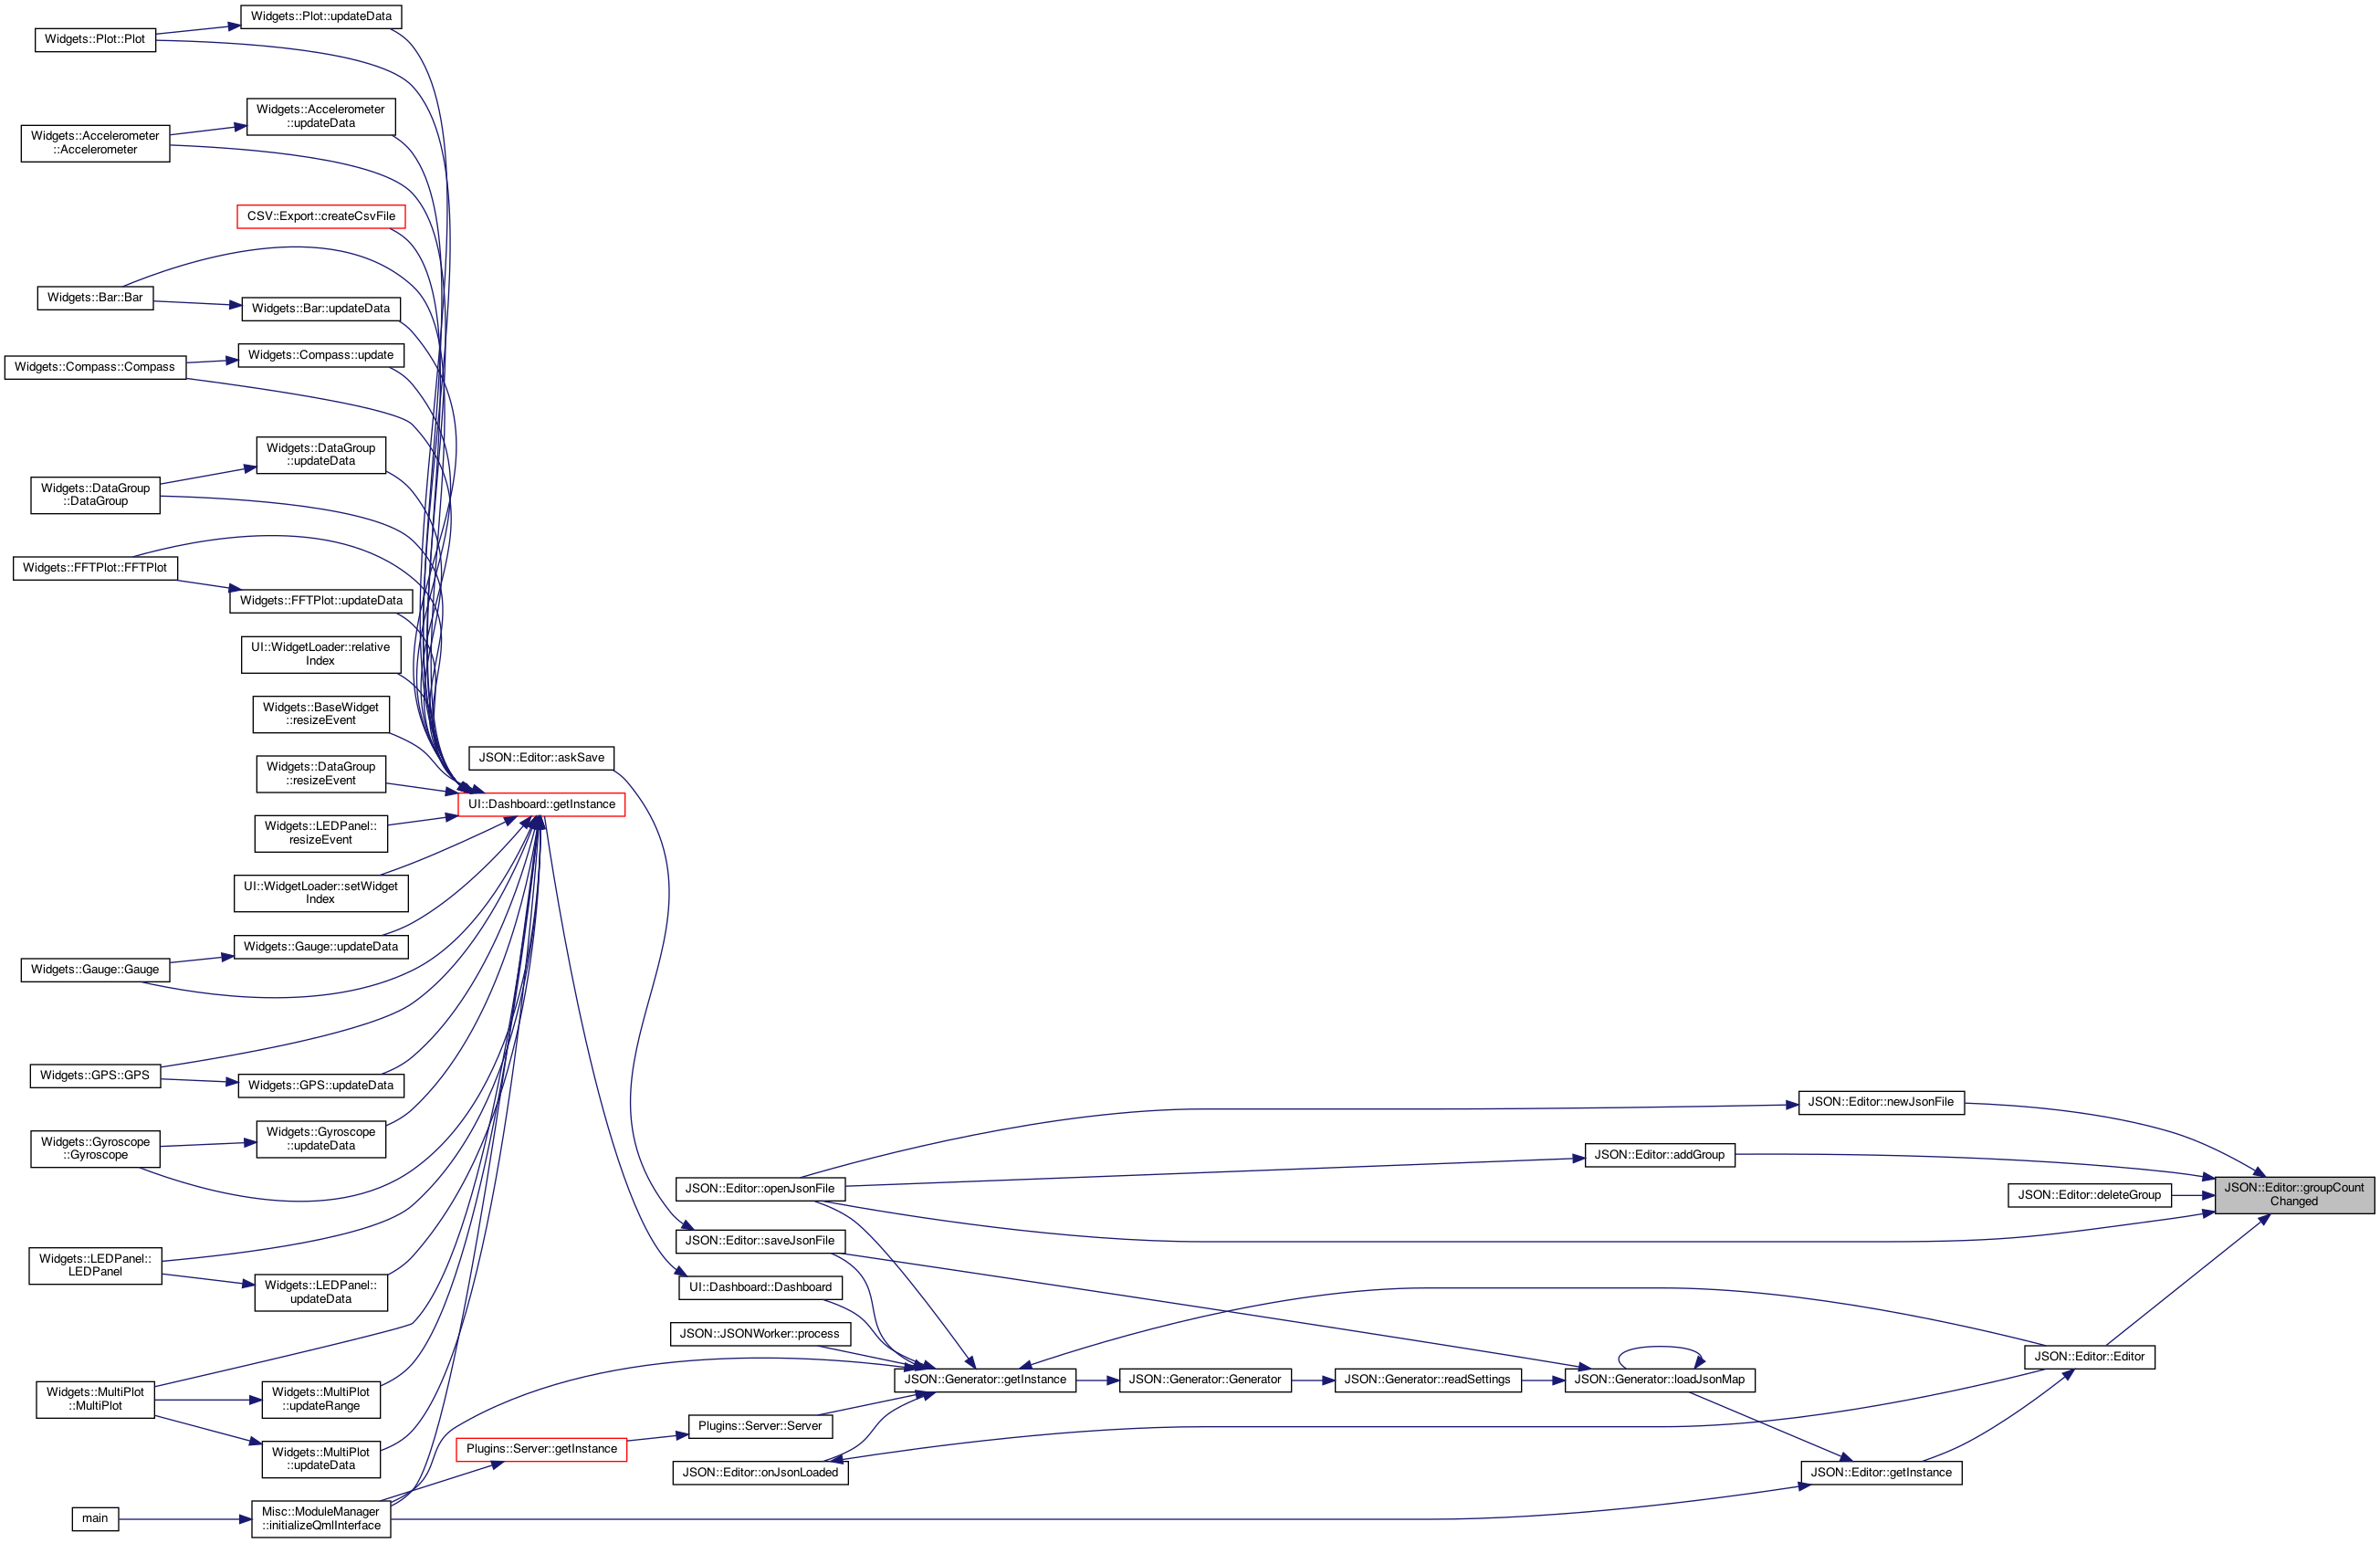 Widgets::Plot::updateData
Widgets::Plot::Plot
Widgets::Accelerometer
::updateData
Widgets::Accelerometer
::Accelerometer
CSV::Export::createCsvFile
Widgets::Bar::Bar
Widgets::Bar::updateData
Widgets::Compass::update
Widgets::Compass::Compass
Widgets::DataGroup
::updateData
Widgets::DataGroup
::DataGroup
Widgets::FFTPlot::FFTPlot
Widgets::FFTPlot::updateData
UI::WidgetLoader::relative
Index
Widgets::BaseWidget
::resizeEvent
JSON::Editor::askSave
Widgets::DataGroup
::resizeEvent
UI::Dashboard::getInstance
Widgets::LEDPanel::
resizeEvent
UI::WidgetLoader::setWidget
Index
Widgets::Gauge::updateData
Widgets::Gauge::Gauge
Widgets::GPS::GPS
Widgets::GPS::updateData
JSON::Editor::newJsonFile
Widgets::Gyroscope
::updateData
Widgets::Gyroscope
::Gyroscope
JSON::Editor::addGroup
JSON::Editor::openJsonFile
JSON::Editor::deleteGroup
JSON::Editor::groupCount
Changed
JSON::Editor::saveJsonFile
Widgets::LEDPanel::
LEDPanel
Widgets::LEDPanel::
updateData
UI::Dashboard::Dashboard
JSON::JSONWorker::process
JSON::Editor::Editor
JSON::Generator::getInstance
JSON::Generator::Generator
JSON::Generator::readSettings
JSON::Generator::loadJsonMap
Widgets::MultiPlot
::MultiPlot
Widgets::MultiPlot
::updateRange
Plugins::Server::Server
Widgets::MultiPlot
::updateData
Plugins::Server::getInstance
JSON::Editor::onJsonLoaded
JSON::Editor::getInstance
main
Misc::ModuleManager
::initializeQmlInterface